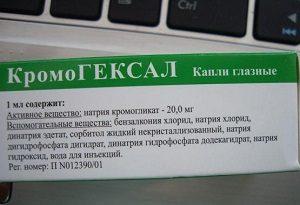 КромоГЕКСАЛ Капли глазные
1 мл содержит:
Активное вещество: натрия кромогликат - 20,0 мг
Вспомогательные вещества: бензалкония хлорид, натрия хлорид,
динатрия эдетат, сорбитол жидкий некристаллизованный, натрия
дигидрофосфата дигидрат, динатрия гидрофосфата додекагидрат, натрия
гидроксид, вода для инъекций.
Рег. номер: П N012390/01